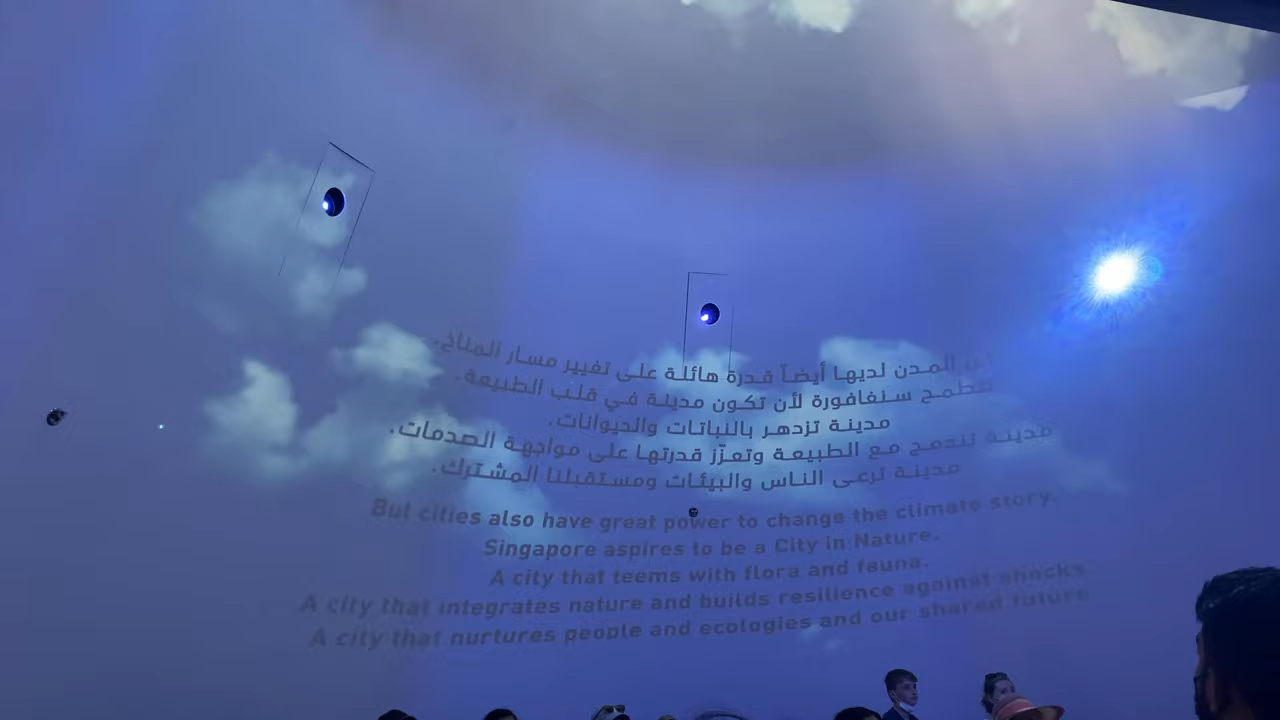 المدن لديها أيضاً قدرة هائلة على تغيير مسار المناخ.
تطمح سنغافورة لأن تكون مدينة في قلب الطبيعة.
مدينة تزدهر بالنباتات والحيوانات.
مدينة تندمج مع الطبيعة وتعزّز قدرتها على مواجهة الصدمات.
مدينة ترعى الناس والبيئات ومستقبلنا المشترك.
But cities also have great power to change the climate story.
Singapore aspires to be a City in Nature.
A city that teems with flora and fauna.
A city that integrates nature and builds resilience against shocks
A city that nurtures people and ecologies and our shared future